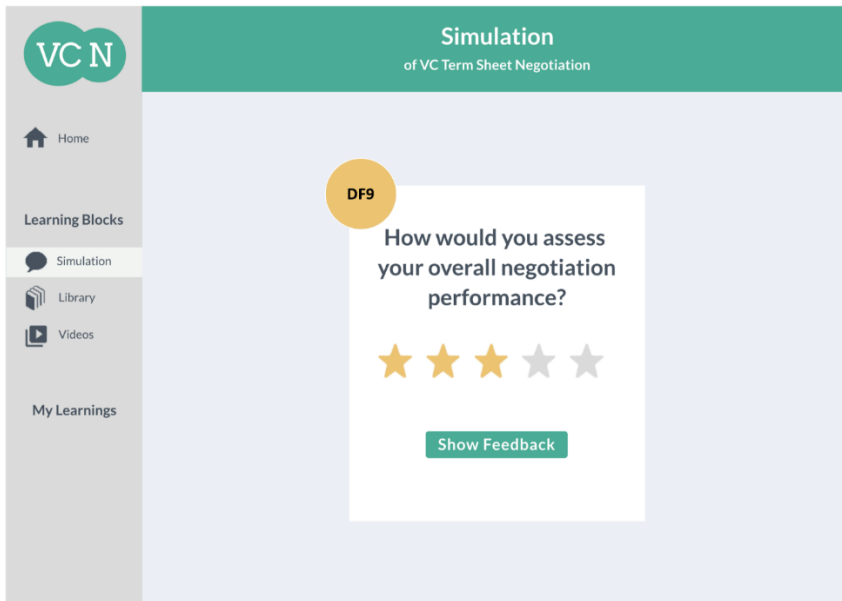 VC N
Simulation
of VC Term Sheet Negotiation
Home
Learning Blocks
Simulation
Library
Videos
My Learnings
DF9
How would you assess
your overall negotiation
performance?
Show Feedback